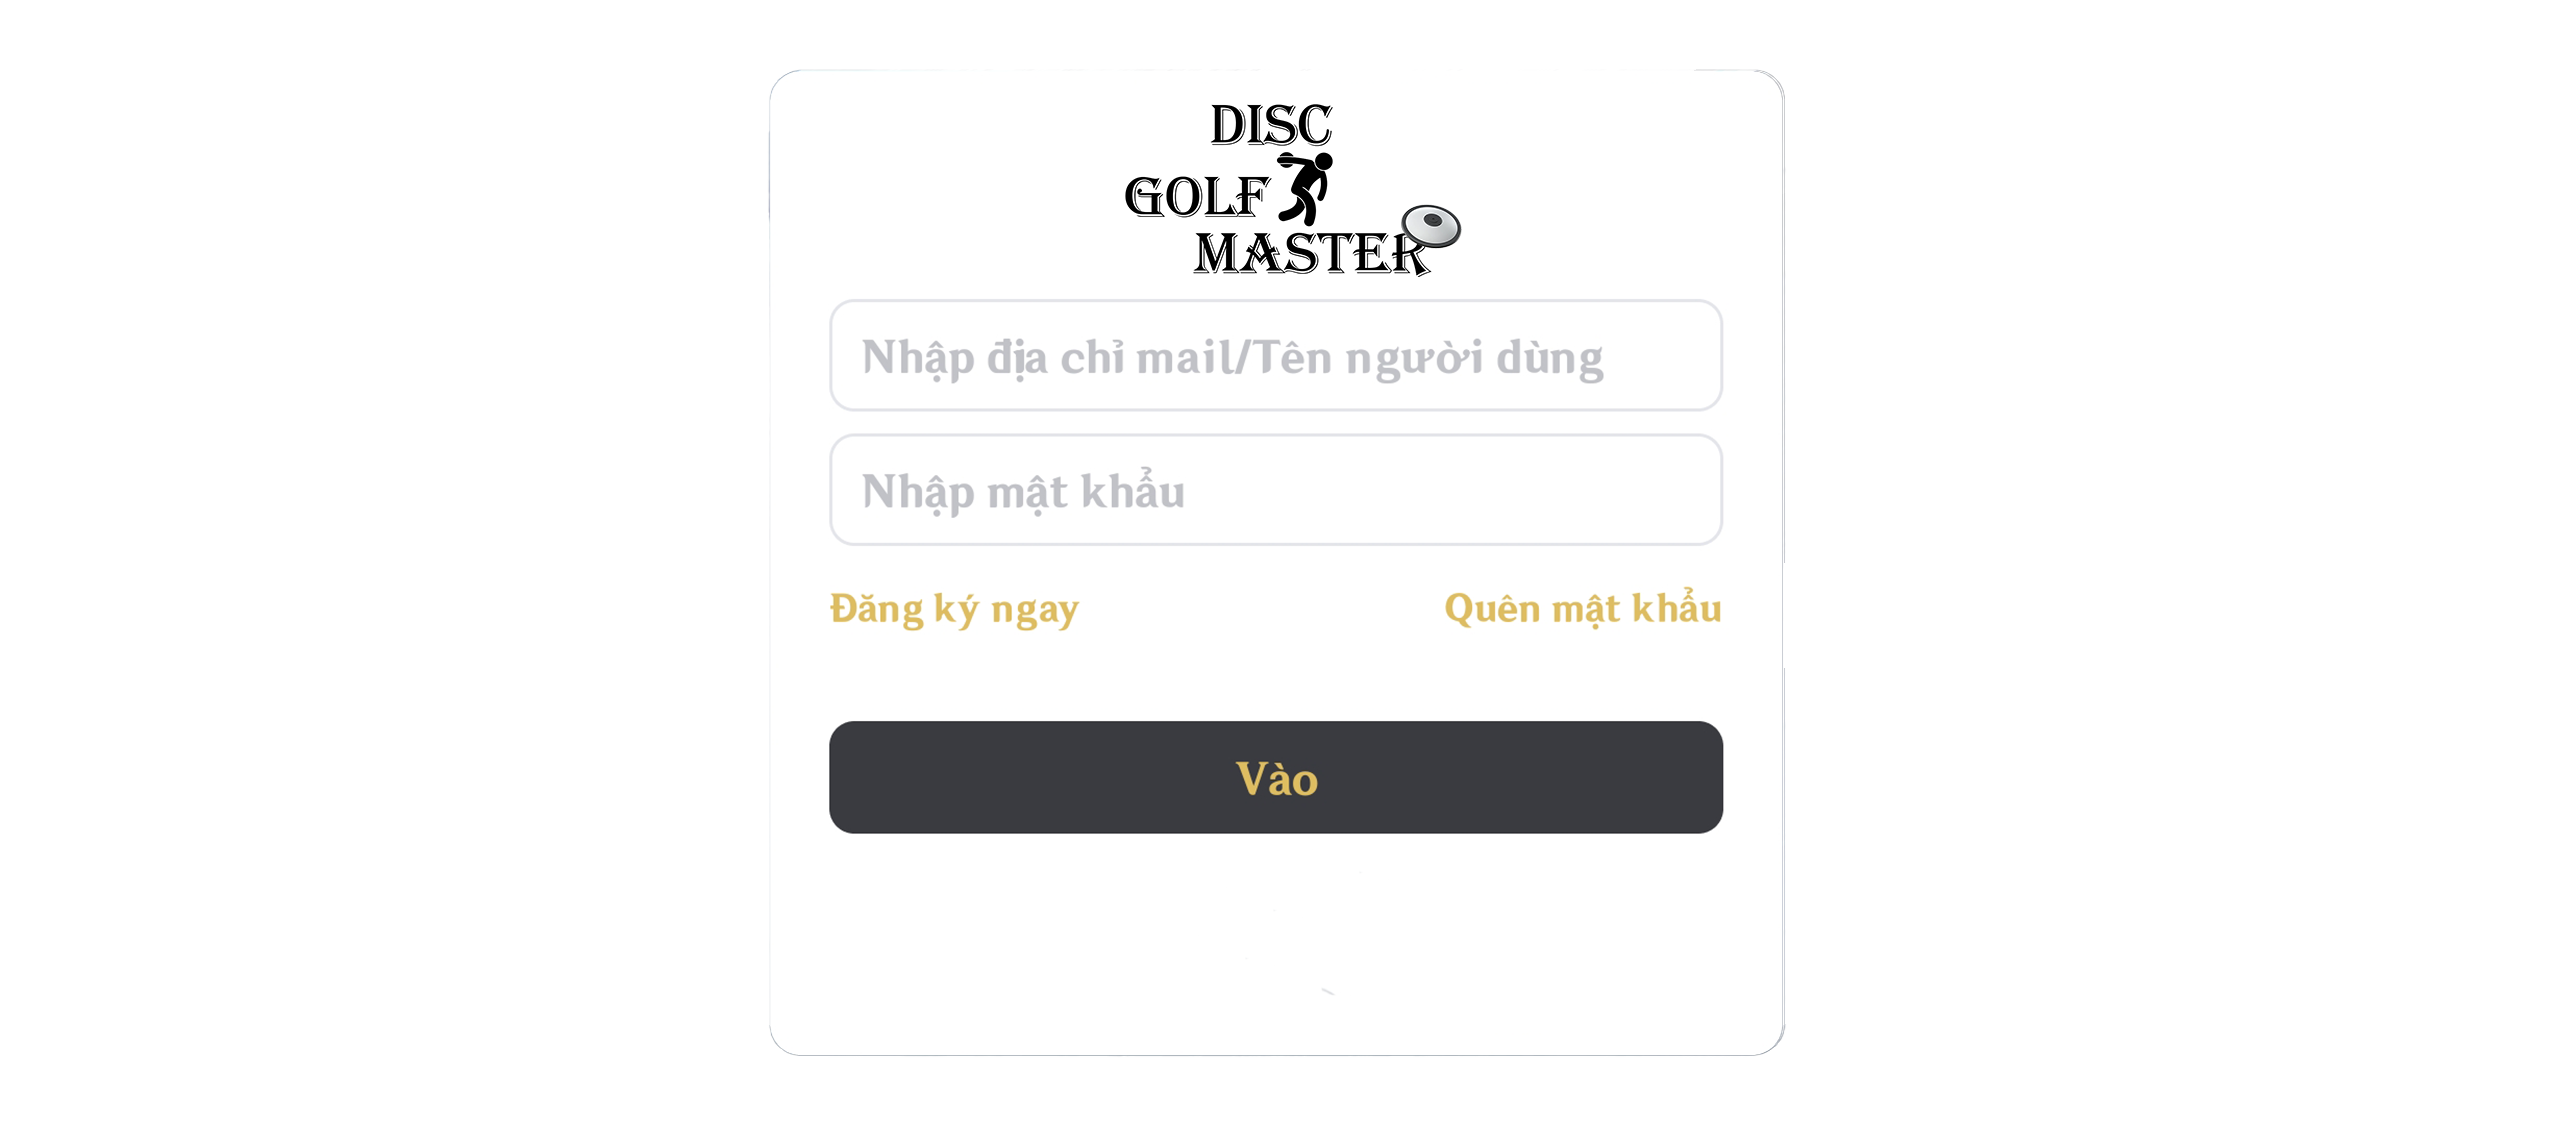 DISC
GOLF
MASTER
Nhập địa chỉ mail/Tên người dùng
Nhập mật khẩu
Đăng ký ngay
Quên mật khẩu
Vào